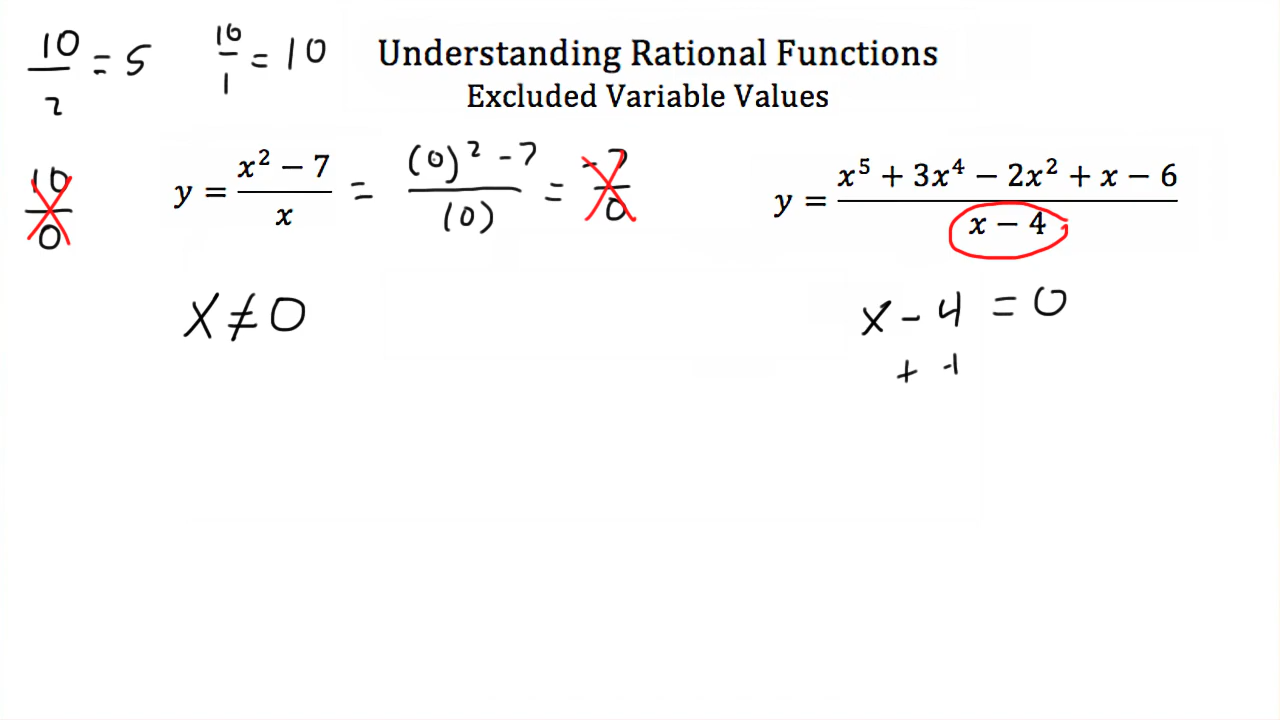 10/2 = 5
10/1 = 10
Understanding Rational Functions
Excluded Variable Values
10/0
y = (x² − 7)/x = ((0)² - 7)/(0) = -7/0
x ≠ 0
y = (x⁵ + 3x⁴ − 2x² + x − 6)/(x − 4)
x - 4 = 0
+